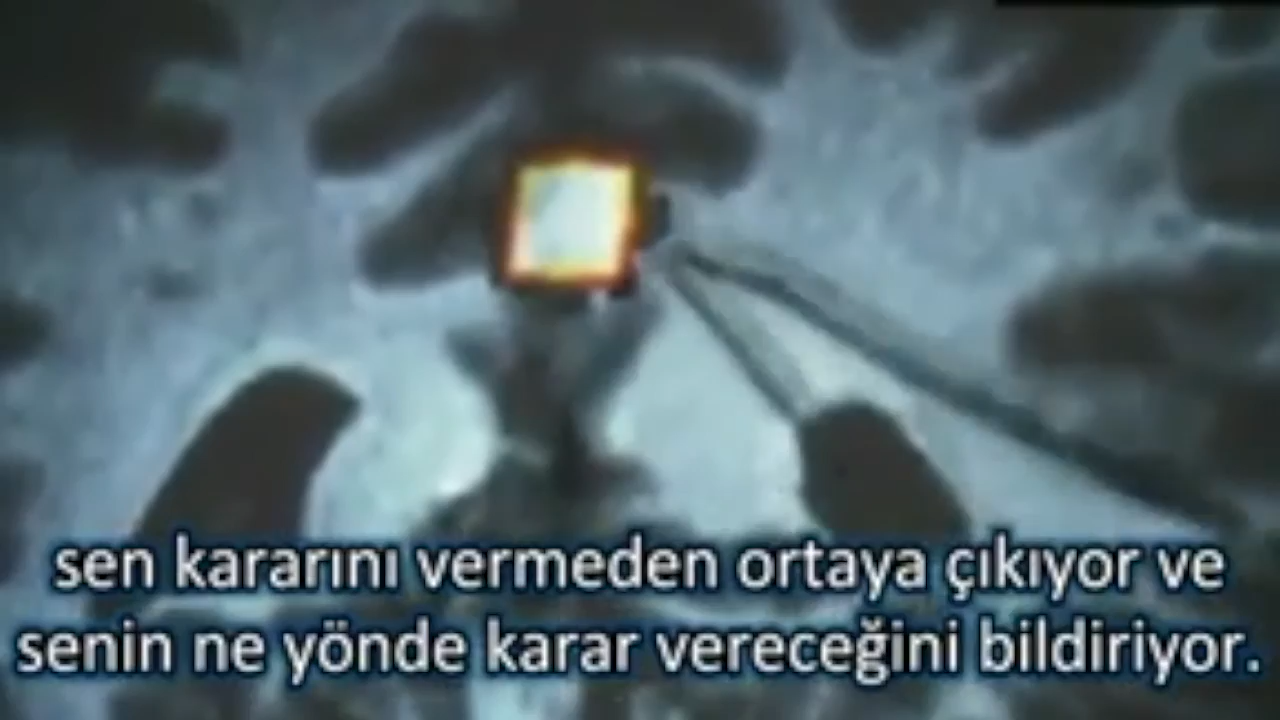 sen kararını vermeden ortaya çıkıyor ve
senin ne yönde karar vereceğini bildiriyor.